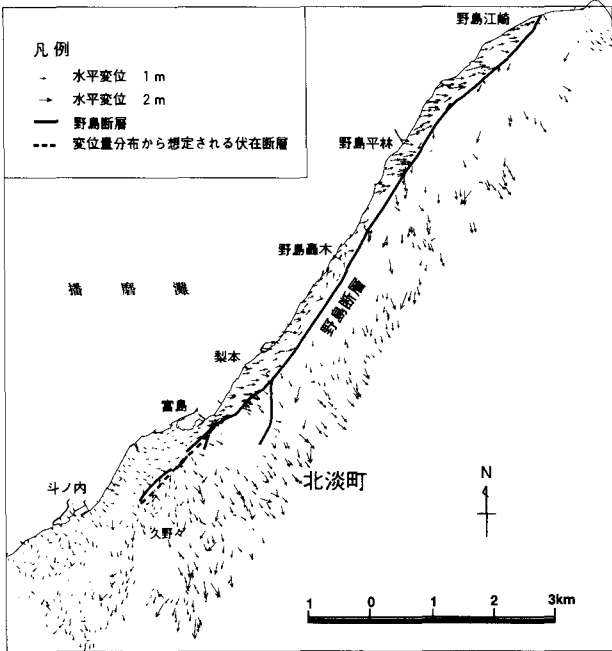 凡例
水平変位 1m
水平変位 2m
野島断層
変位量分布から想定される伏在断層
野島江崎
野島平林
野島轟木
播磨灘
野島断層
梨本
富島
北淡町
斗ノ内
久野々
N
1 0 1 2 3km